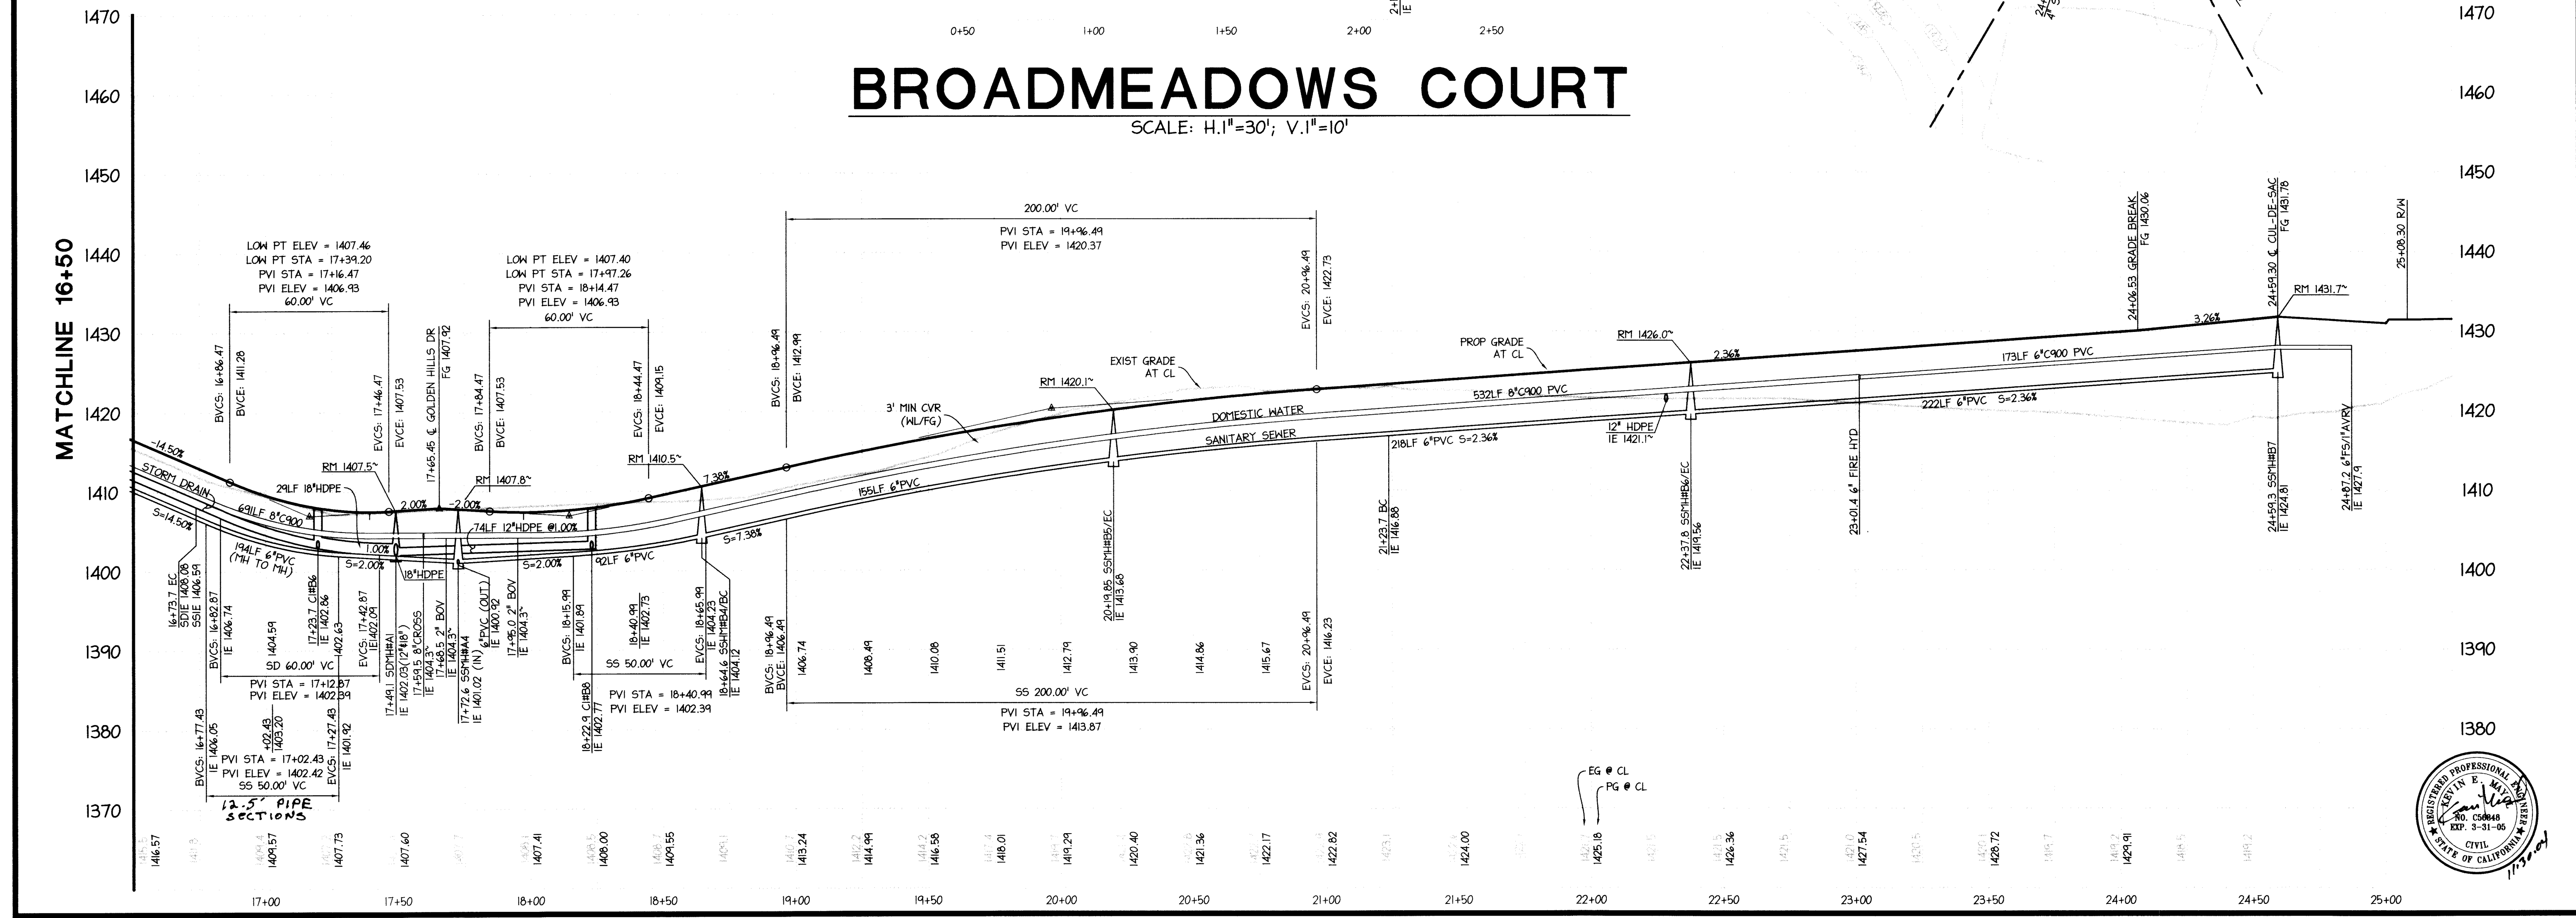 1470
1460
1450
1440
1430
1420
1410
1400
1390
1380
1370
MATCHLINE 16+50
0+50
1+00
1+50
2+00
2+50
BROADMEADOWS COURT
SCALE: H.1"=30'; V.1"=10'
LOW PT ELEV = 1407.46
LOW PT STA = 17+39.20
PVI STA = 17+16.47
PVI ELEV = 1406.93
60.00' VC
BVCS: 16+86.47
BVCE: 1411.28
EVCS: 17+46.47
EVCE: 1407.53
17+65.45 ℄ GOLDEN HILLS DR
FG 1407.92
LOW PT ELEV = 1407.40
LOW PT STA = 17+97.26
PVI STA = 18+14.47
PVI ELEV = 1406.93
60.00' VC
BVCS: 17+84.47
BVCE: 1407.53
EVCS: 18+44.47
EVCE: 1409.15
200.00' VC
PVI STA = 19+96.49
PVI ELEV = 1420.37
BVCS: 18+96.49
BVCE: 1412.99
EVCS: 20+96.49
EVCE: 1422.73
24+06.53 GRADE BREAK
FG 1430.06
24+59.30 ℄ CUL-DE-SAC
FG 1431.78
25+08.30 R/W
RM 1431.7~
-14.50%
STORM DRAIN
S=14.50%
RM 1407.5~
29LF 18"HDPE
691LF 8"C900
194LF 6"PVC
(MH TO MH)
1.00%
S=2.00%
18"HDPE
2.00%
-2.00%
RM 1407.8~
74LF 12"HDPE @1.00%
S=2.00%
92LF 6"PVC
RM 1410.5~
7.38%
S=7.38%
155LF 6"PVC
3' MIN CVR
(WL/FG)
RM 1420.1~
EXIST GRADE
AT CL
DOMESTIC WATER
SANITARY SEWER
PROP GRADE
AT CL
RM 1426.0~
532LF 8"C900 PVC
218LF 6"PVC S=2.36%
12" HDPE
IE 1421.1~
2.36%
173LF 6"C900 PVC
222LF 6"PVC S=2.36%
3.26%
16+73.7 EC
SDIE 1408.08
SSIE 1406.59
BVCS: 16+82.87
IE 1406.74
1404.59
17+23.7 CI#B6
IE 1402.86
1402.63
EVCS: 17+42.87
IE1402.09
SD 60.00' VC
PVI STA = 17+12.87
PVI ELEV = 1402.39
17+49.1 SDMH#A1
IE 1402.03(12"#18")
17+59.5 8"CROSS
IE 1404.3~
17+68.5 2" BOV
IE 1404.3~
17+72.6 SSMH#A4
IE 1401.02 (IN)
6"PVC (OUT)
IE 1400.92
17+95.0 2" BOV
IE 1404.3~
BVCS: 18+15.99
IE 1401.89
18+22.9 CI#B8
IE 1402.77
18+40.99
IE 1402.73
SS 50.00' VC
PVI STA = 18+40.99
PVI ELEV = 1402.39
EVCS: 18+65.99
IE 1404.23
18+64.6 SSHM#B4/BC
IE 1404.12
BVCS: 16+77.43
IE 1406.05
+02.43
1403.20
EVCS: 17+27.43
IE 1401.92
PVI STA = 17+02.43
PVI ELEV = 1402.42
SS 50.00' VC
12.5' PIPE
SECTIONS
BVCS: 18+96.49
BVCE: 1406.49
1406.74
1408.49
1410.08
1411.51
1412.79
1413.90
1414.86
1415.67
EVCS: 20+96.49
EVCE: 1416.23
SS 200.00' VC
PVI STA = 19+96.49
PVI ELEV = 1413.87
20+19.85 SSMH#B5/EC
IE 1413.68
21+23.7 BC
IE 1416.88
22+37.8 SSMH#B6/EC
IE 1419.56
23+01.4 6" FIRE HYD
24+59.3 SSMH#B7
IE 1424.81
24+87.2 6"FS/1"ARV
IE 1427.9
EG @ CL
PG @ CL
1416.57
1409.57
1407.73
1407.60
1407.41
1408.00
1409.55
1413.24
1414.99
1416.58
1418.01
1419.29
1420.40
1421.36
1422.17
1422.82
1424.00
1425.18
1426.36
1427.54
1428.72
1429.91
17+00
17+50
18+00
18+50
19+00
19+50
20+00
20+50
21+00
21+50
22+00
22+50
23+00
23+50
24+00
24+50
25+00
1470
1460
1450
1440
1430
1420
1410
1400
1390
1380
REGISTERED PROFESSIONAL ENGINEER
KEVIN E. MAY
EXP. 3-31-05
CIVIL
STATE OF CALIFORNIA
11.30.04